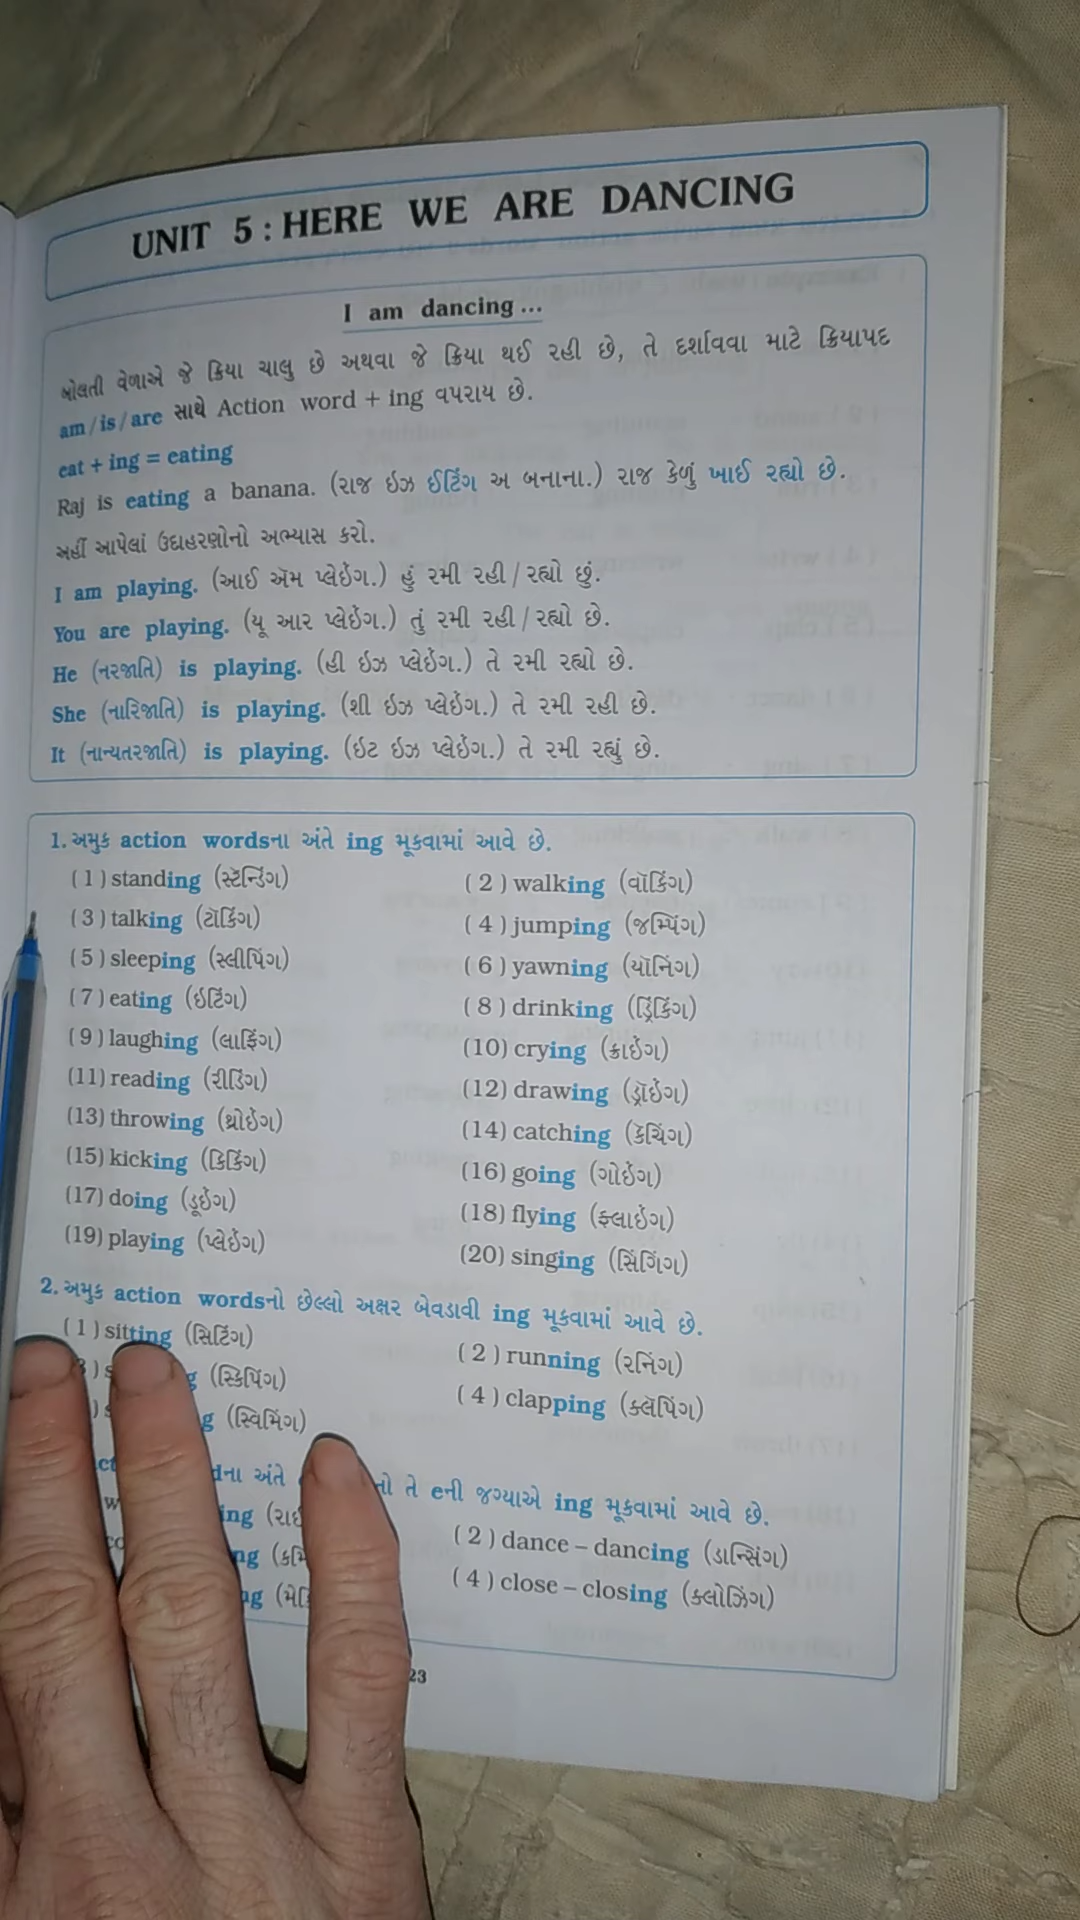 UNIT 5 : HERE WE ARE DANCING
I am dancing ...
બોલતી વેળાએ જે ક્રિયા ચાલુ છે અથવા જે ક્રિયા થઈ રહી છે, તે દર્શાવવા માટે ક્રિયાપદ
am / is / are સાથે Action word + ing વપરાય છે.
eat + ing = eating
Raj is eating a banana. (રાજ ઇઝ ઈટિંગ અ બનાના.) રાજ કેળું ખાઈ રહ્યો છે.
અહીં આપેલાં ઉદાહરણોનો અભ્યાસ કરો.
I am playing. (આઈ ઍમ પ્લેઇંગ.) હું રમી રહી / રહ્યો છું.
You are playing. (યૂ આર પ્લેઇંગ.) તું રમી રહી / રહ્યો છે.
He (નરજાતિ) is playing. (હી ઇઝ પ્લેઇંગ.) તે રમી રહ્યો છે.
She (નારિજાતિ) is playing. (શી ઇઝ પ્લેઇંગ.) તે રમી રહી છે.
It (નાન્યતરજાતિ) is playing. (ઇટ ઇઝ પ્લેઇંગ.) તે રમી રહ્યું છે.
1. અમુક action wordsના અંતે ing મૂકવામાં આવે છે.
( 1 ) standing (સ્ટૅન્ડિંગ) ( 2 ) walking (વૉકિંગ)
( 3 ) talking (ટૉકિંગ) ( 4 ) jumping (જમ્પિંગ)
( 5 ) sleeping (સ્લીપિંગ) ( 6 ) yawning (યૉનિંગ)
( 7 ) eating (ઇટિંગ) ( 8 ) drinking (ડ્રિંકિંગ)
( 9 ) laughing (લાફિંગ) (10) crying (ક્રાઇંગ)
(11) reading (રીડિંગ) (12) drawing (ડ્રૉઇંગ)
(13) throwing (થ્રોઇંગ) (14) catching (કૅચિંગ)
(15) kicking (કિકિંગ) (16) going (ગોઇંગ)
(17) doing (ડૂઇંગ) (18) flying (ફ્લાઇંગ)
(19) playing (પ્લેઇંગ) (20) singing (સિંગિંગ)
2. અમુક action wordsનો છેલ્લો અક્ષર બેવડાવી ing મૂકવામાં આવે છે.
( 1 ) sitting (સિટિંગ) ( 2 ) running (રનિંગ)
(સ્કિપિંગ) ( 4 ) clapping (ક્લૅપિંગ)
(સ્વિમિંગ)
અંતે તે eની જગ્યાએ ing મૂકવામાં આવે છે.
( 2 ) dance – dancing (ડાન્સિંગ)
( 4 ) close – closing (ક્લોઝિંગ)
23